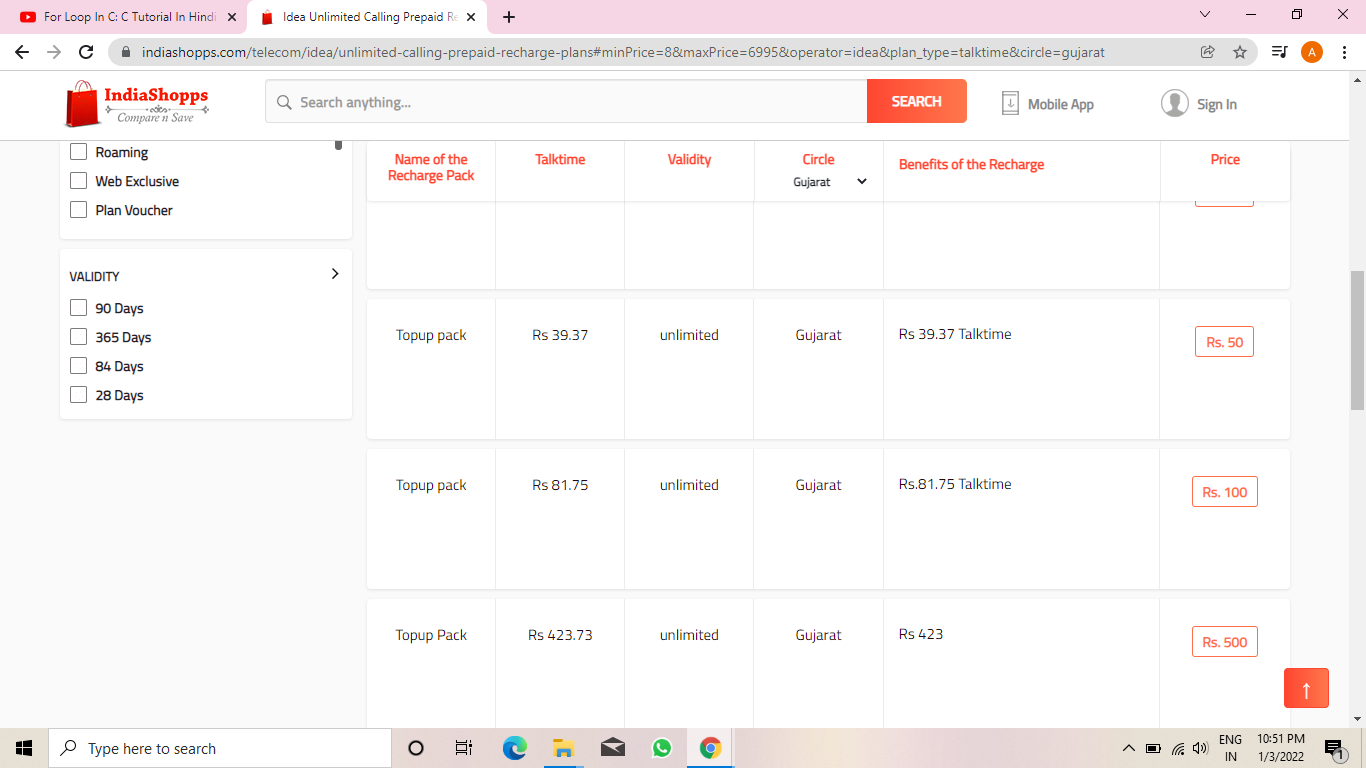 For Loop In C: C Tutorial In Hindi
Idea Unlimited Calling Prepaid Re
indiashopps.com/telecom/idea/unlimited-calling-prepaid-recharge-plans#minPrice=8&maxPrice=6995&operator=idea&plan_type=talktime&circle=gujarat
A
IndiaShopps
Compare n Save
Search anything...
SEARCH
Mobile App
Sign In
Roaming
Web Exclusive
Plan Voucher
VALIDITY
90 Days
365 Days
84 Days
28 Days
Name of the
Recharge Pack
Talktime
Validity
Circle
Gujarat
Benefits of the Recharge
Price
Topup pack
Rs 39.37
unlimited
Gujarat
Rs 39.37 Talktime
Rs. 50
Topup pack
Rs 81.75
unlimited
Gujarat
Rs.81.75 Talktime
Rs. 100
Topup Pack
Rs 423.73
unlimited
Gujarat
Rs 423
Rs. 500
Type here to search
ENG
IN
10:51 PM
1/3/2022
1